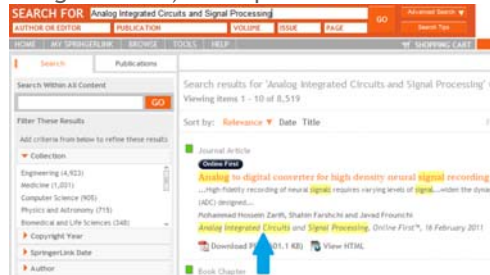 SEARCH FOR Analog Integrated Circuits and Signal Processing GO Advanced Search
AUTHOR OR EDITOR PUBLICATION VOLUME ISSUE PAGE Search Tips
HOME MY SPRINGERLINK BROWSE TOOLS HELP SHOPPING CART
Search Publications
Search Within All Content
GO
Filter These Results
Add criteria from below to refine these results
Collection
Engineering (4,923)
Medicine (1,021)
Computer Science (905)
Physics and Astronomy (715)
Biomedical and Life Sciences (548)
Copyright Year
SpringerLink Date
Author
Search results for 'Analog Integrated Circuits and Signal Processing'
Viewing items 1 - 10 of 8,519
Sort by: Relevance Date Title
Journal Article
Online First
Analog to digital converter for high density neural signal recording
...High fidelity recording of neural signals requires varying levels of signal...widen the dynam
(ADC) designed...
Mohammad Hossein Zarifi, Shahin Farshchi and Javad Frounchi
Analog Integrated Circuits and Signal Processing, Online First™, 16 February 2011
Download P 601.1 KB) View HTML
Book Chapter